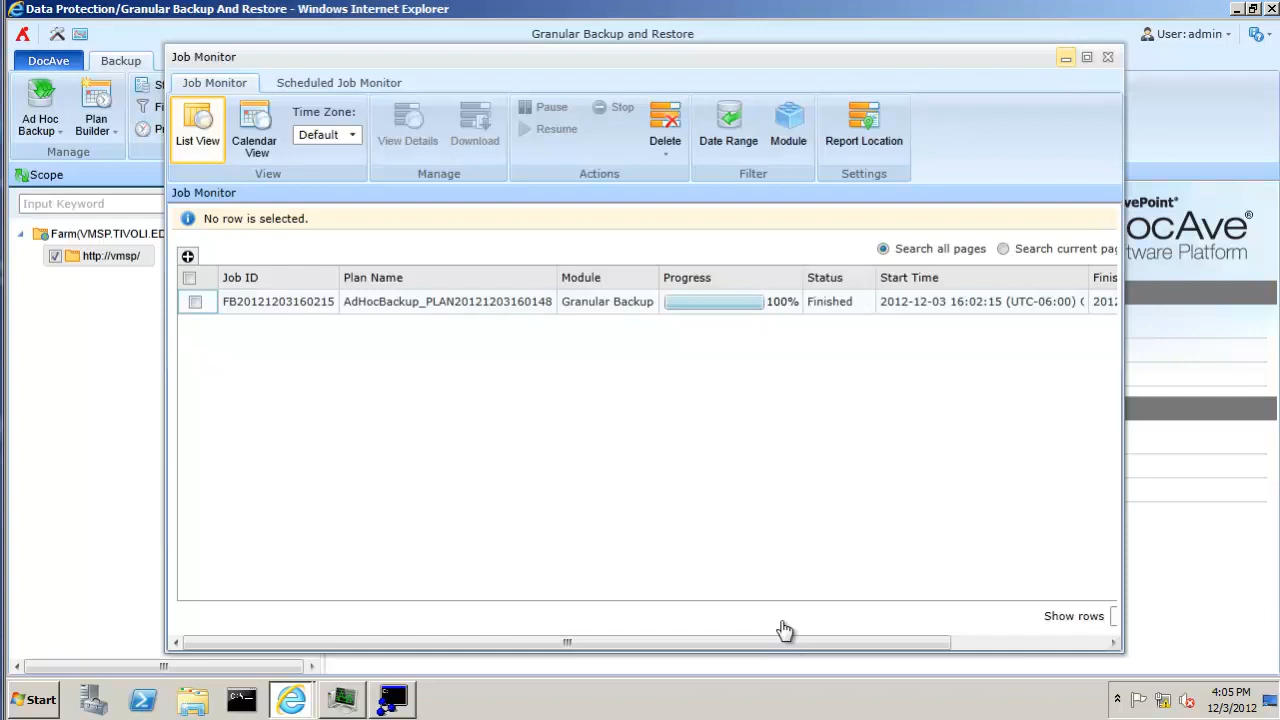 Data Protection/Granular Backup And Restore - Windows Internet Explorer
Granular Backup and Restore
User: admin
Job Monitor
DocAve
Backup
Job Monitor
Scheduled Job Monitor
Ad Hoc Backup
Plan Builder
Manage
List View
Calendar View
Time Zone:
Default
View
View Details
Download
Manage
Pause
Stop
Resume
Delete
Actions
Date Range
Module
Filter
Report Location
Settings
Scope
Job Monitor
Input Keyword
No row is selected.
Farm(VMSP.TIVOLI.ED
http://vmsp/
Search all pages
Search current pag
vePoint®
ocAve®
ftware Platform
Job ID
Plan Name
Module
Progress
Status
Start Time
Finis
FB20121203160215
AdHocBackup_PLAN20121203160148
Granular Backup
100%
Finished
2012-12-03 16:02:15 (UTC-06:00)
2012
Show rows
Start
4:05 PM
12/3/2012